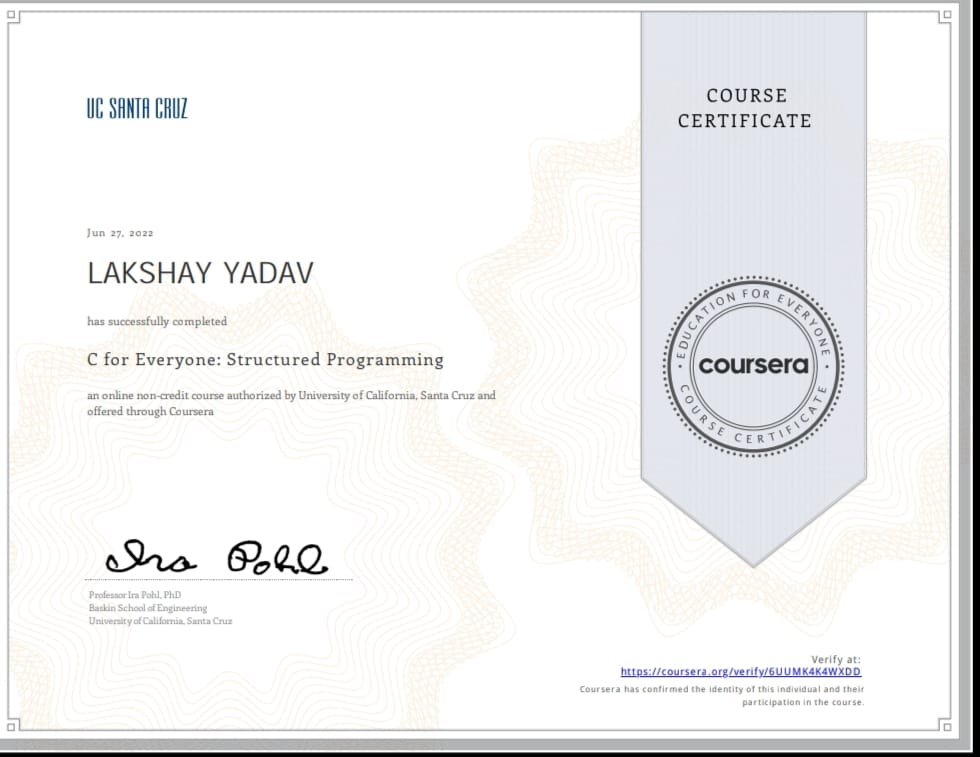 UC SANTA CRUZ
COURSE
CERTIFICATE
Jun 27, 2022
LAKSHAY YADAV
has successfully completed
C for Everyone: Structured Programming
an online non-credit course authorized by University of California, Santa Cruz and
offered through Coursera
EDUCATION FOR EVERYONE
coursera
COURSE CERTIFICATE
Ira Pohl
Professor Ira Pohl, PhD
Baskin School of Engineering
University of California, Santa Cruz
Verify at:
https://coursera.org/verify/6UUMK4K4WXDD
Coursera has confirmed the identity of this individual and their
participation in the course.